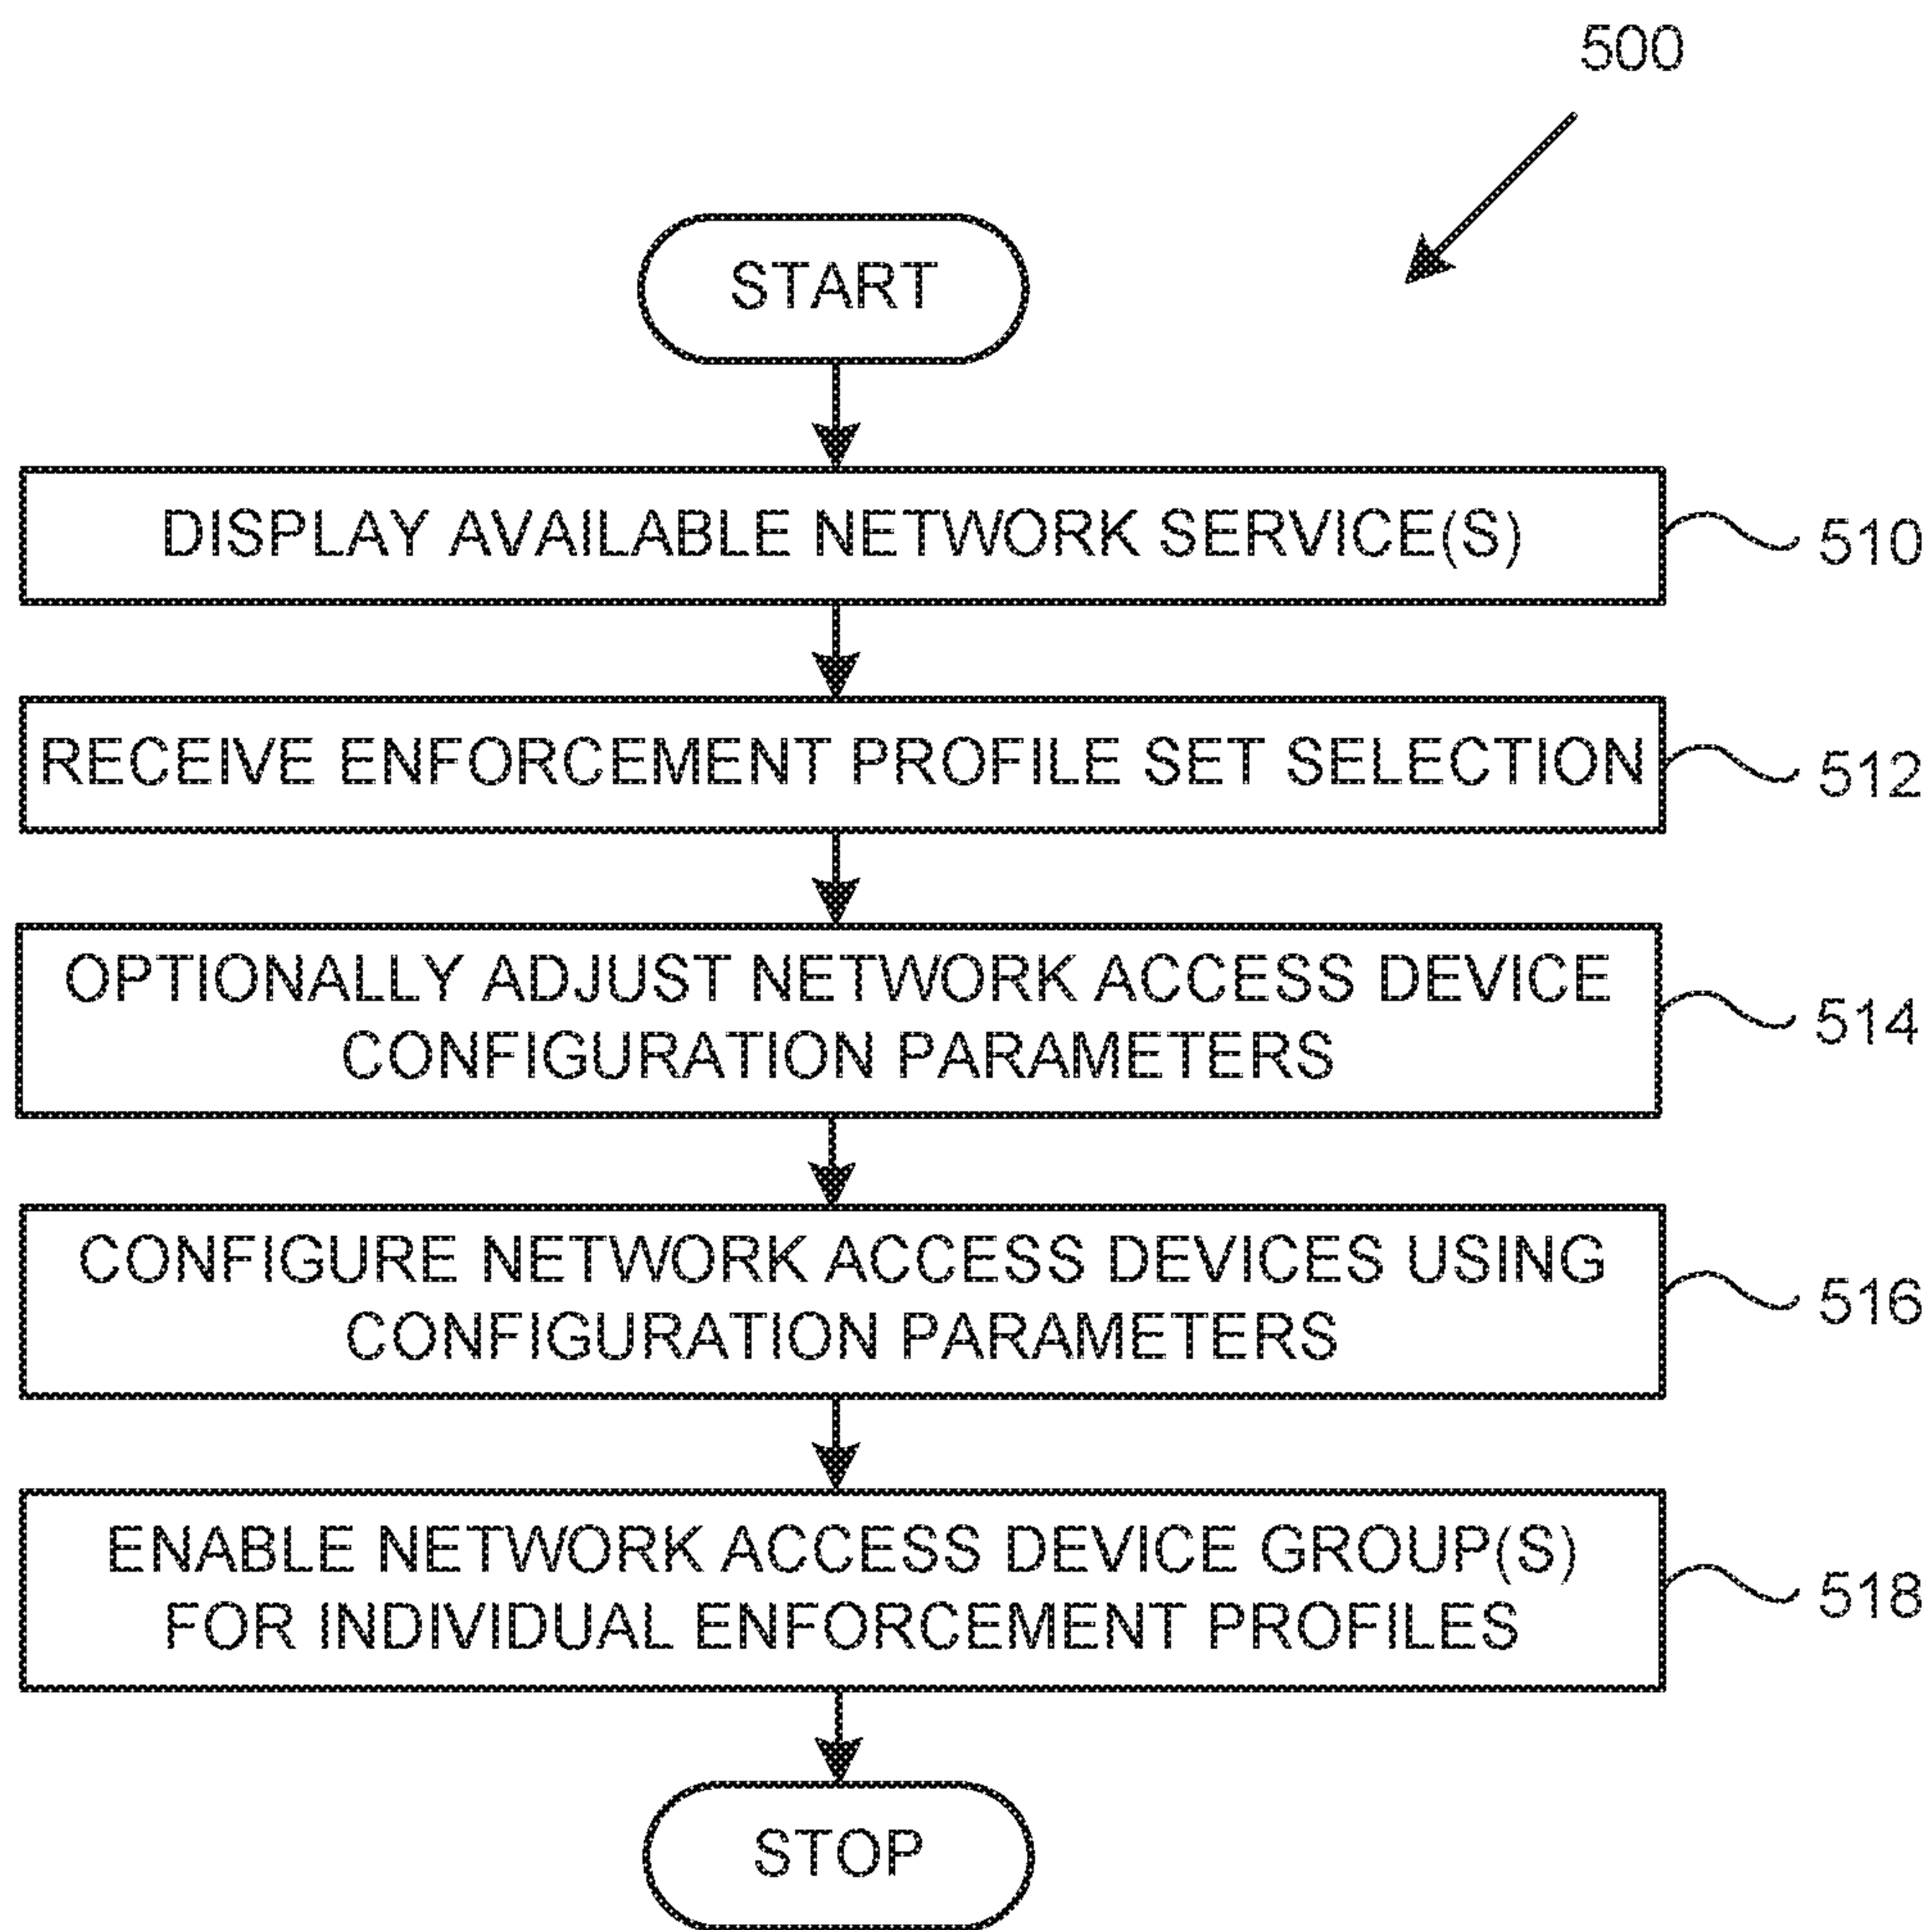 500
START
DISPLAY AVAILABLE NETWORK SERVICE(S)
510
RECEIVE ENFORCEMENT PROFILE SET SELECTION
512
OPTIONALLY ADJUST NETWORK ACCESS DEVICE
CONFIGURATION PARAMETERS
514
CONFIGURE NETWORK ACCESS DEVICES USING
CONFIGURATION PARAMETERS
516
ENABLE NETWORK ACCESS DEVICE GROUP(S)
FOR INDIVIDUAL ENFORCEMENT PROFILES
518
STOP